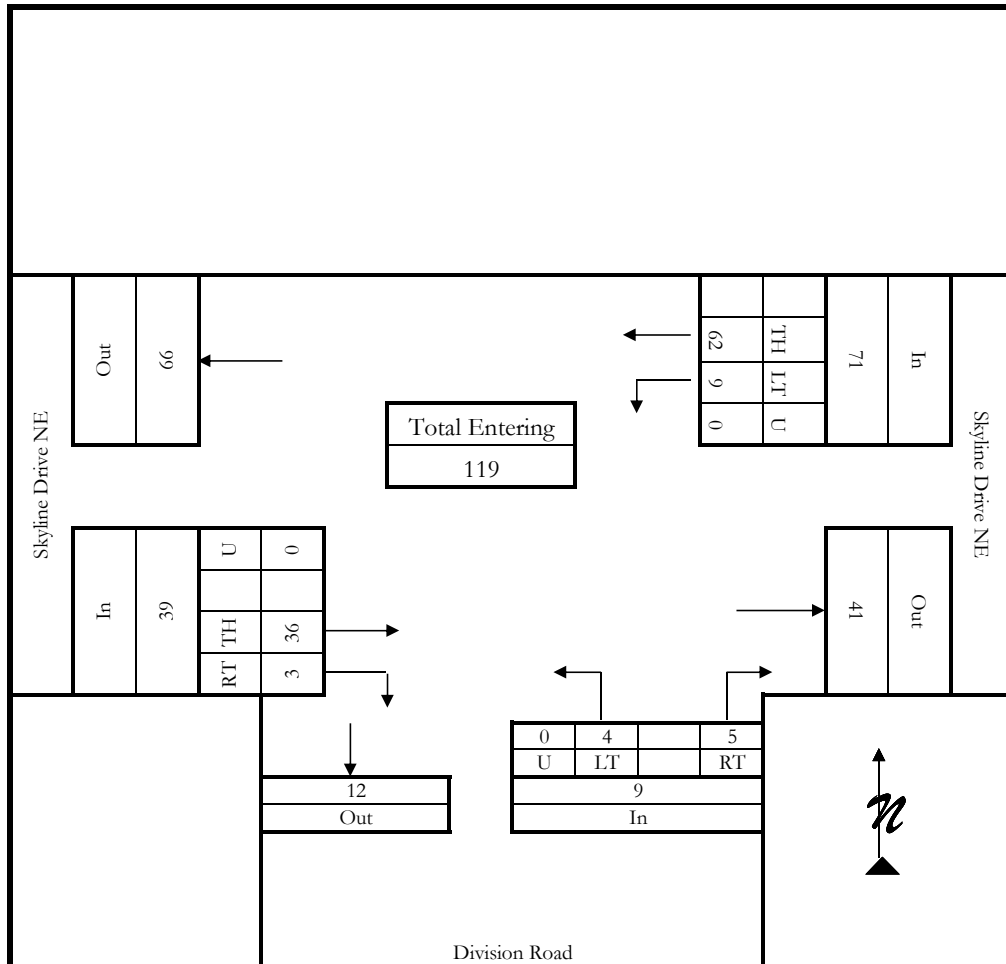 Out
66
62
TH
9
LT
0
U
71
In
Skyline Drive NE
Skyline Drive NE
Total Entering
119
In
39
U
0
TH
36
RT
3
41
Out
0
4
5
U
LT
RT
12
Out
9
In
N
Division Road